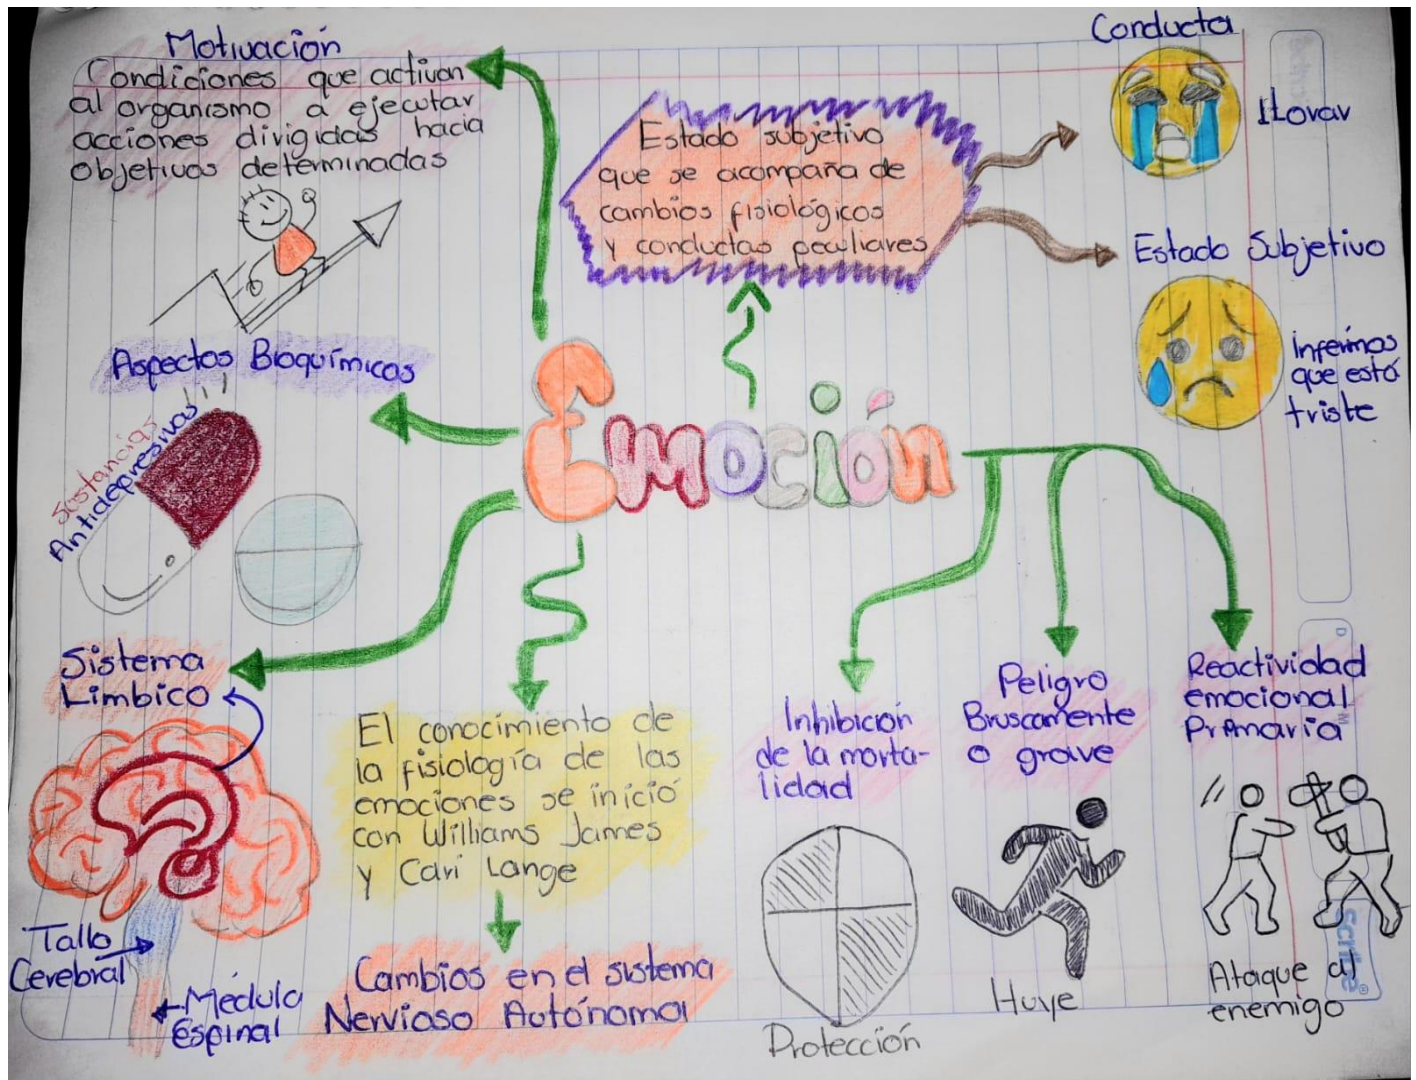 Motivación
Condiciones que activan
al organismo a ejecutar
acciones dirigidas hacia
objetivos determinadas
Estado subjetivo
que se acompaña de
cambios fisiológicos
y conductas peculiares
Conducta
llorar
Estado Subjetivo
Inferimos
que está
triste
Aspectos Bioquímicos
Sustancias
Antidepresivos
Emoción
Sistema
Límbico
Tallo
Cerebral
Médula
Espinal
El conocimiento de
la fisiología de las
emociones se inició
con Williams James
y Carl Lange
Cambios en el sistema
Nervioso Autónomo
Inhibición
de la morta-
lidad
Protección
Peligro
Bruscamente
o grave
Huye
Reactividad
emocional
Primaria
Ataque al
enemigo
scribe